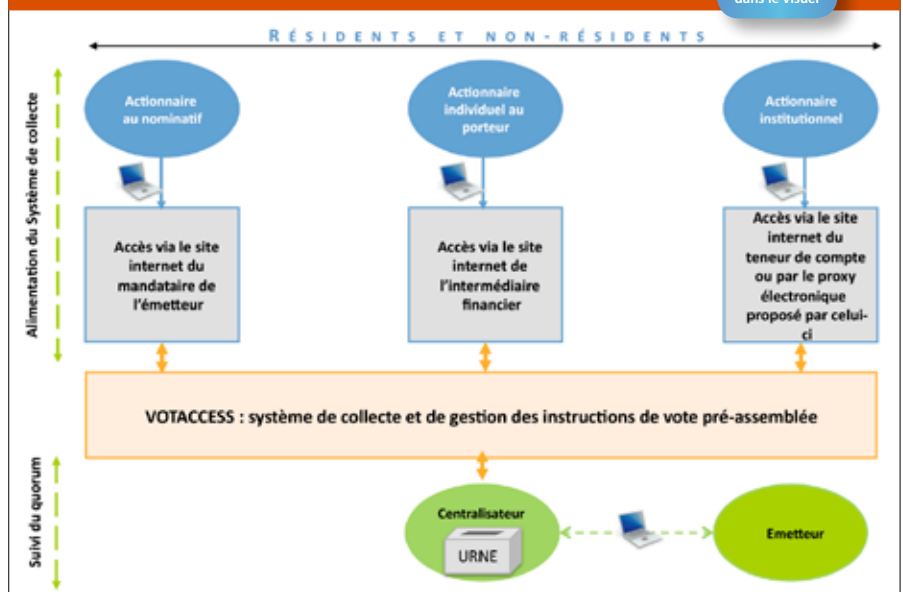 dans le visuel
RÉSIDENTS ET NON-RÉSIDENTS
Alimentation du Système de collecte
Actionnaire
au nominatif
Actionnaire
individuel au
porteur
Actionnaire
institutionnel
Accès via le site
internet du
mandataire de
l'émetteur
Accès via le site
internet de
l'intermédiaire
financier
Accès via le site
internet du
teneur de compte
ou par le proxy
électronique
proposé par celui-
ci
VOTACCESS : système de collecte et de gestion des instructions de vote pré-assemblée
Suivi du quorum
Centralisateur
URNE
Emetteur